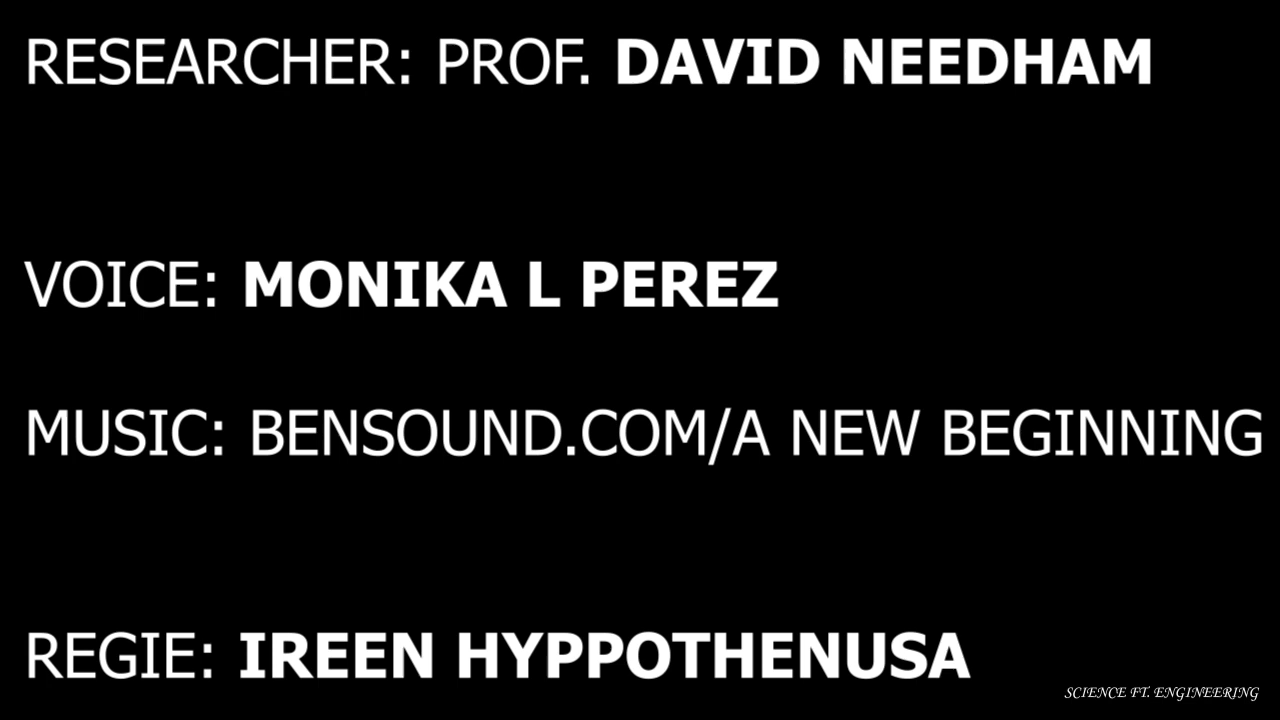 RESEARCHER: PROF. DAVID NEEDHAM
VOICE: MONIKA L PEREZ
MUSIC: BENSOUND.COM/A NEW BEGINNING
REGIE: IREEN HYPPOTHENUSA
SCIENCE FT. ENGINEERING